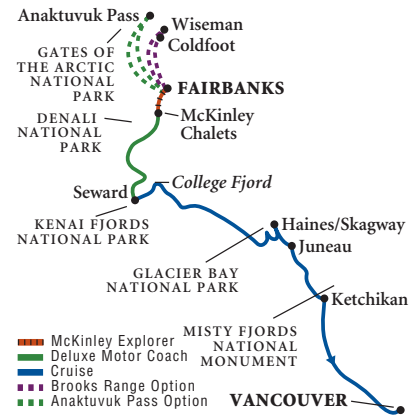 Anaktuvuk Pass
Wiseman
Coldfoot
GATES OF
THE ARCTIC
NATIONAL
PARK
FAIRBANKS
DENALI
NATIONAL
PARK
McKinley
Chalets
College Fjord
Seward
KENAI FJORDS
NATIONAL PARK
Haines/Skagway
Juneau
GLACIER BAY
NATIONAL PARK
Ketchikan
MISTY FJORDS
NATIONAL
MONUMENT
McKinley Explorer
Deluxe Motor Coach
Cruise
Brooks Range Option
Anaktuvuk Pass Option
VANCOUVER